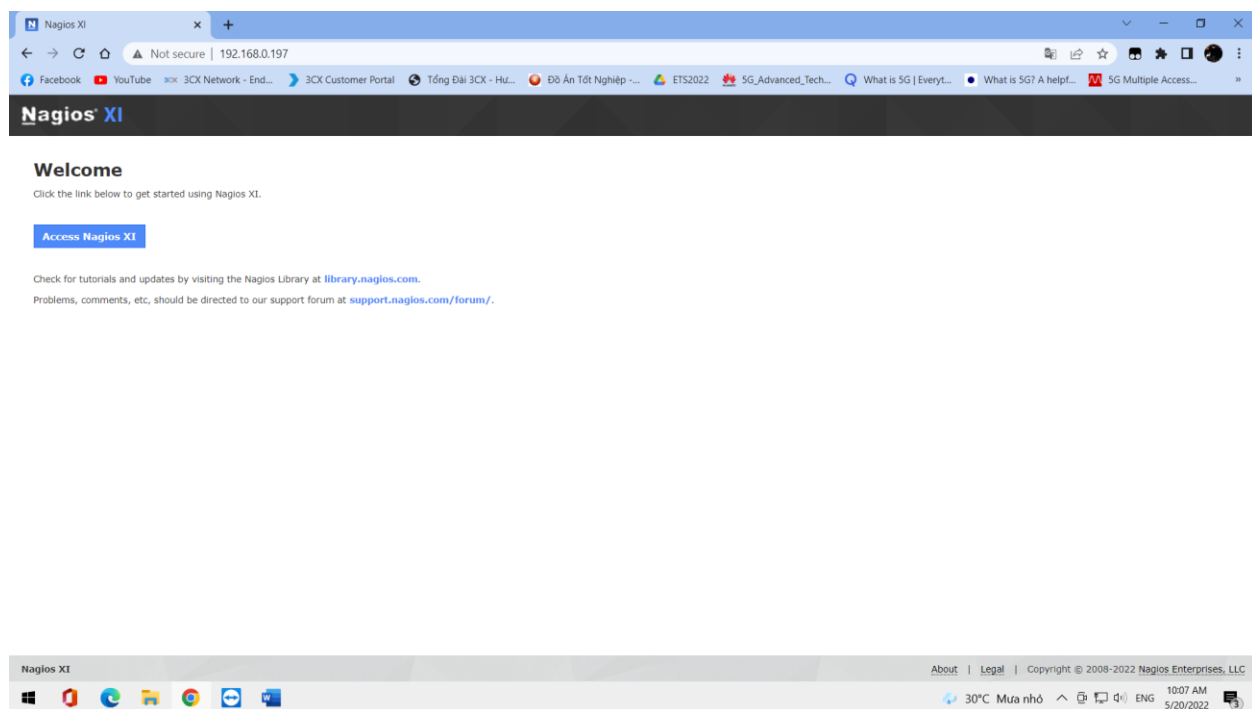 Nagios XI
Not secure | 192.168.0.197
Facebook YouTube 3CX 3CX Network - End... 3CX Customer Portal Tổng Đài 3CX - Hư... Đồ Án Tốt Nghiệp -... ETS2022 5G_Advanced_Tech... What is 5G | Everyt... What is 5G? A helpf... 5G Multiple Access... »
Nagios® XI
Welcome
Click the link below to get started using Nagios XI.
Access Nagios XI
Check for tutorials and updates by visiting the Nagios Library at library.nagios.com.
Problems, comments, etc, should be directed to our support forum at support.nagios.com/forum/.
Nagios XI About | Legal | Copyright © 2008-2022 Nagios Enterprises, LLC
30°C Mưa nhỏ ENG 10:07 AM
5/20/2022 3